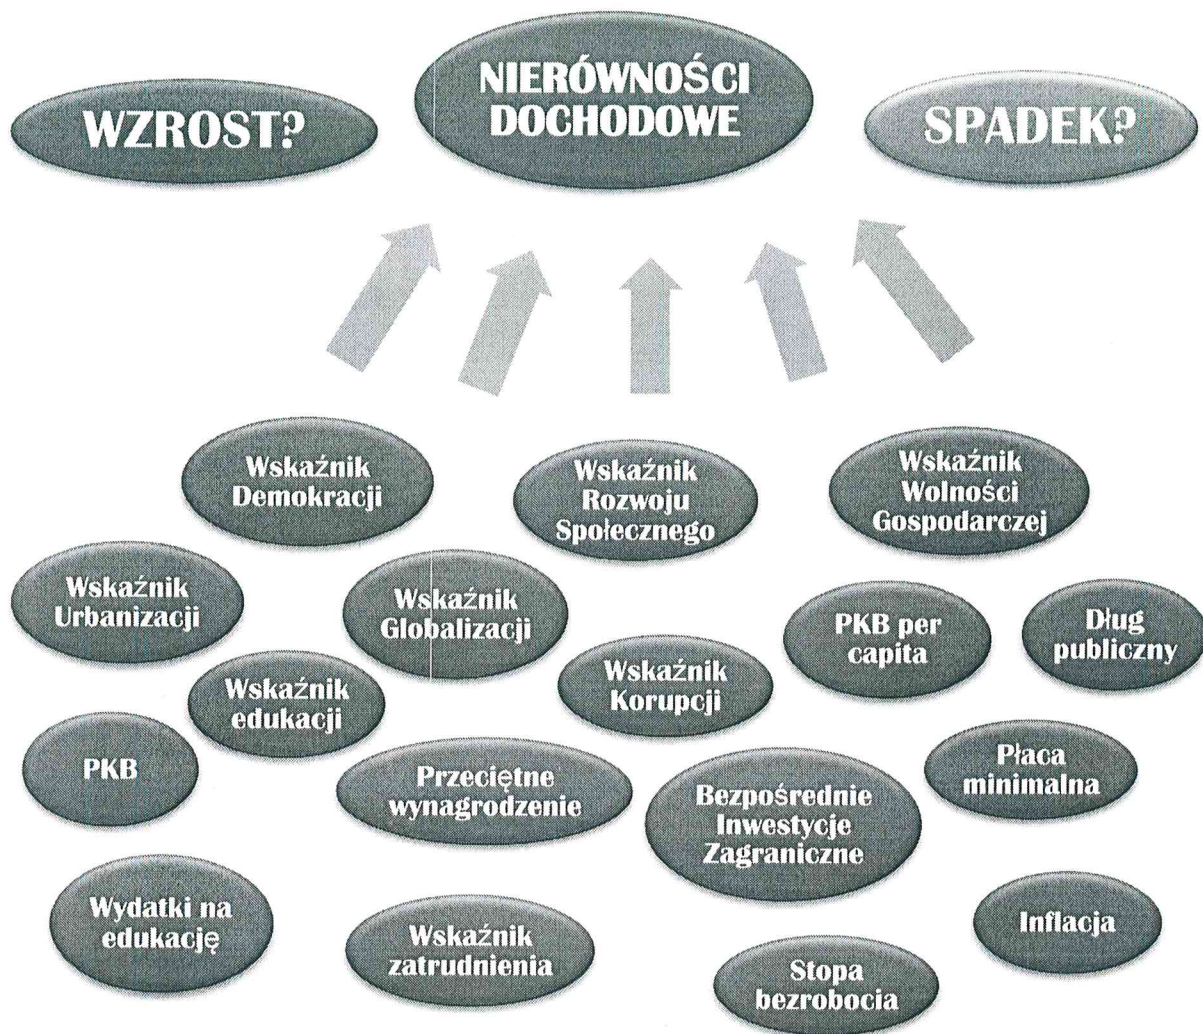 WZROST?
NIERÓWNOŚCI
DOCHODOWE
SPADEK?
Wskaźnik
Demokracji
Wskaźnik
Rozwoju
Społecznego
Wskaźnik
Wolności
Gospodarczej
Wskaźnik
Urbanizacji
Wskaźnik
Globalizacji
PKB per
capita
Dług
publiczny
Wskaźnik
edukacji
Wskaźnik
Korupcji
PKB
Przeciętne
wynagrodzenie
Bezpośrednie
Inwestycje
Zagraniczne
Płaca
minimalna
Wydatki na
edukację
Wskaźnik
zatrudnienia
Stopa
bezrobocia
Inflacja